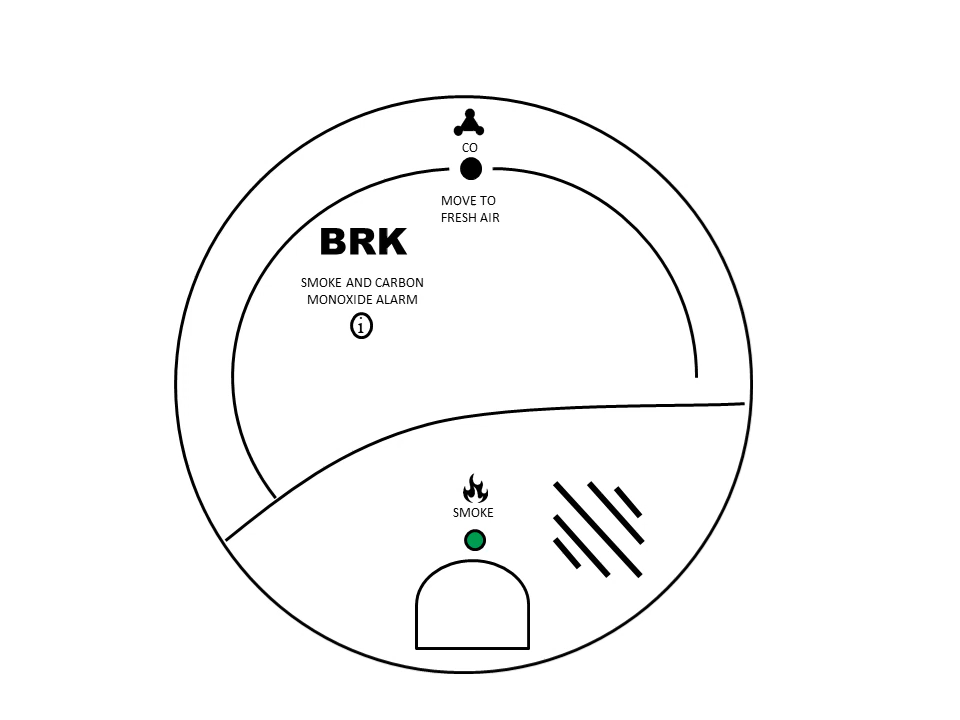 CO
MOVE TO
FRESH AIR
BRK
SMOKE AND CARBON
MONOXIDE ALARM
i
SMOKE